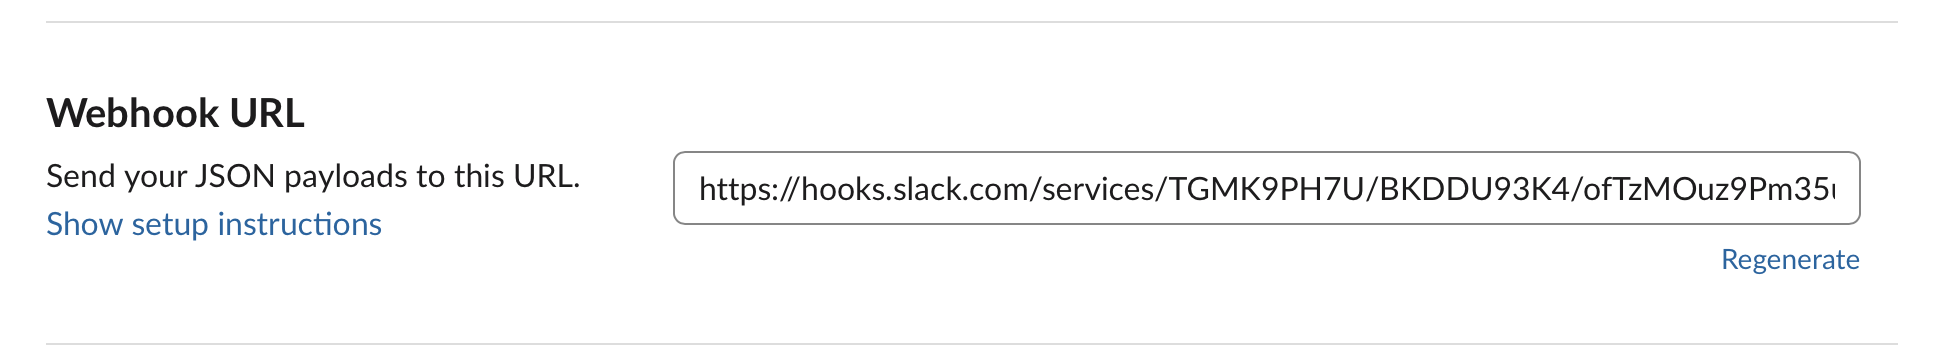 Webhook URL
Send your JSON payloads to this URL.
https://hooks.slack.com/services/TGMK9PH7U/BKDDU93K4/ofTzMOuz9Pm35
Show setup instructions
Regenerate